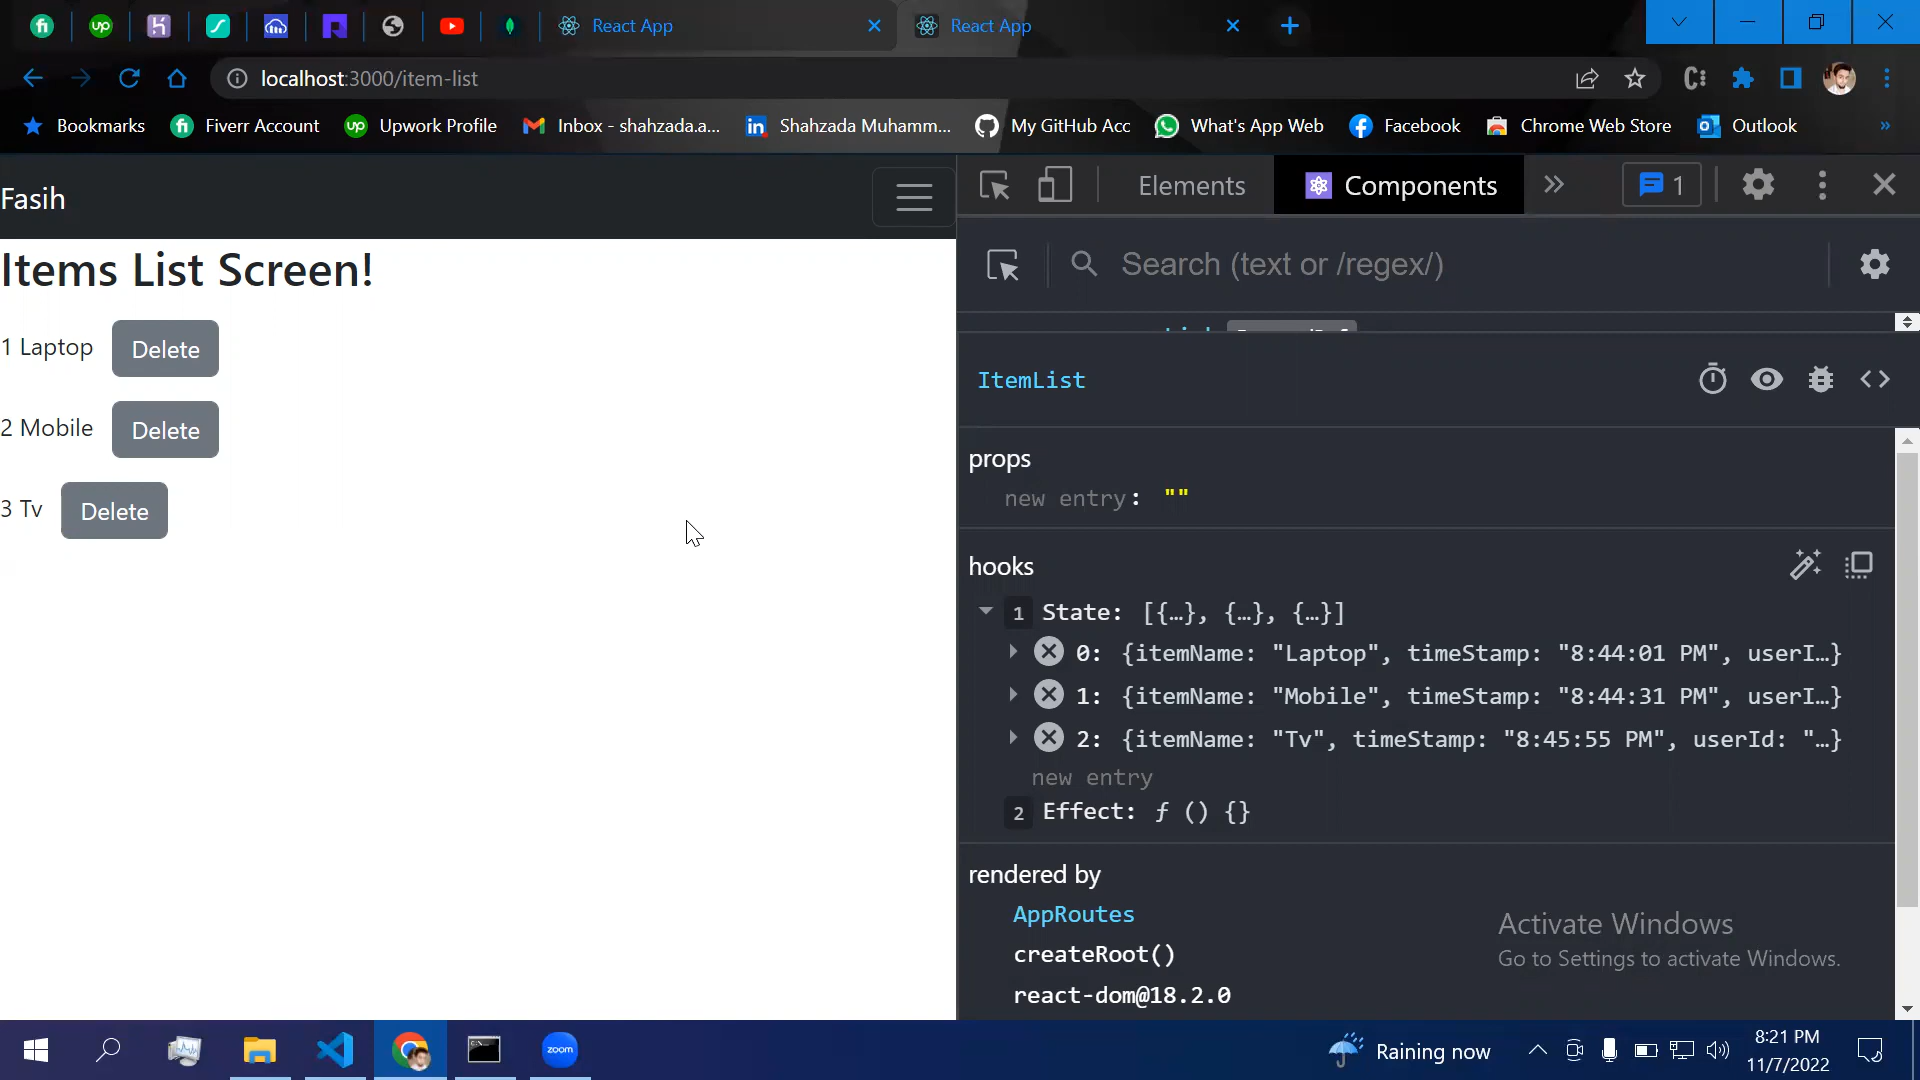 React App
React App
localhost:3000/item-list
Bookmarks
Fiverr Account
Upwork Profile
Inbox - shahzada.a...
Shahzada Muhamm...
My GitHub Acc
What's App Web
Facebook
Chrome Web Store
Outlook
»
Fasih
Items List Screen!
1 Laptop Delete
2 Mobile Delete
3 Tv Delete
Elements
Components
1
Search (text or /regex/)
ItemList
props
new entry: ""
hooks
1 State: [{…}, {…}, {…}]
0: {itemName: "Laptop", timeStamp: "8:44:01 PM", userI…}
1: {itemName: "Mobile", timeStamp: "8:44:31 PM", userI…}
2: {itemName: "Tv", timeStamp: "8:45:55 PM", userId: "…}
new entry
2 Effect: ƒ () {}
rendered by
AppRoutes
createRoot()
react-dom@18.2.0
Activate Windows
Go to Settings to activate Windows.
zoom
Raining now
8:21 PM
11/7/2022